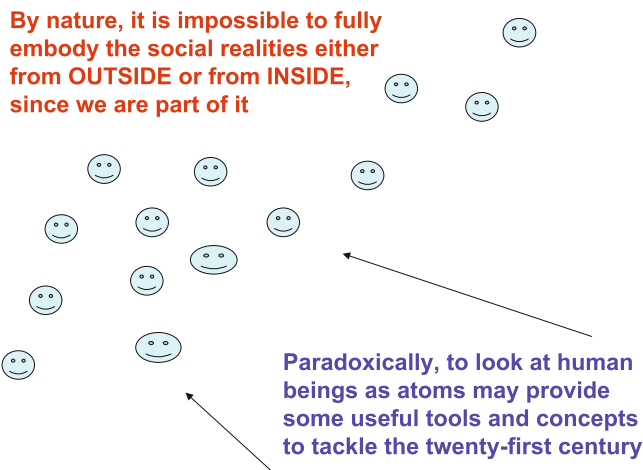 By nature, it is impossible to fully
embody the social realities either
from OUTSIDE or from INSIDE,
since we are part of it
Paradoxically, to look at human
beings as atoms may provide
some useful tools and concepts
to tackle the twenty-first century